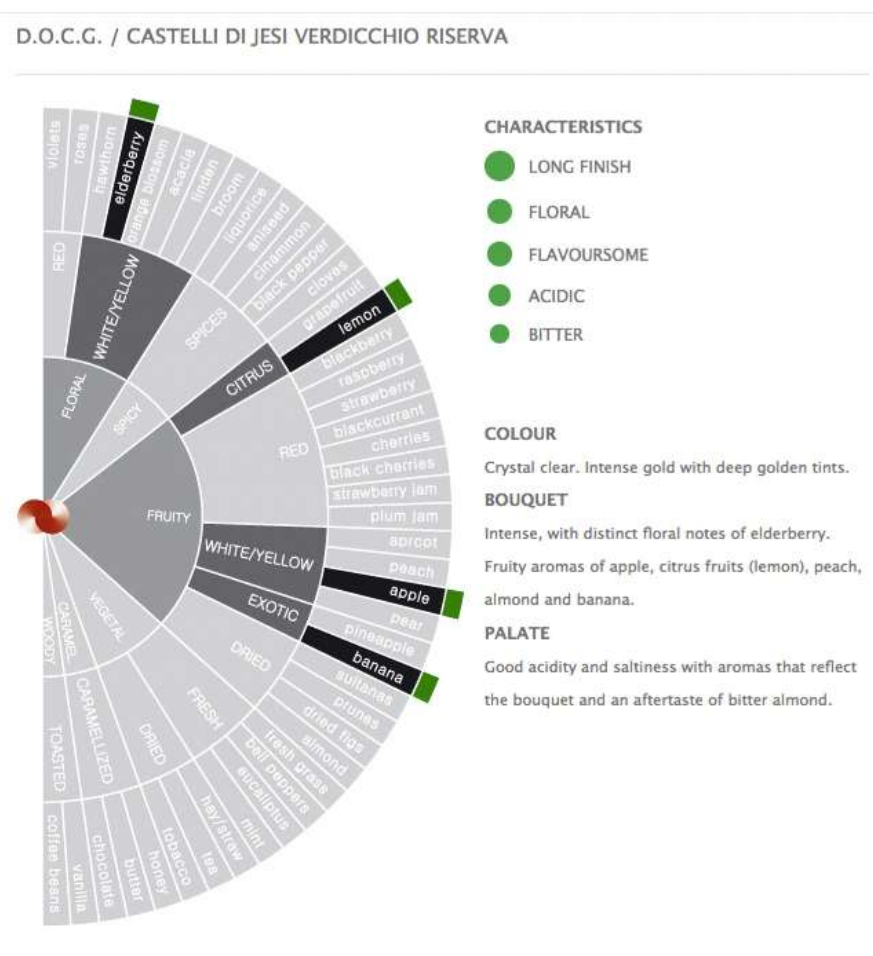 D.O.C.G. / CASTELLI DI JESI VERDICCHIO RISERVA
violets
roses
hawthorn
elderberry
orange blossom
acacia
linden
broom
liquorice
aniseed
cinammon
black pepper
cloves
grapefruit
lemon
blackberry
raspberry
strawberry
blackcurrant
cherries
black cherries
strawberry jam
plum jam
aprcot
peach
apple
pear
pineapple
banana
sultanas
prunes
dried figs
almond
fresh grass
bell peppers
eucaliptus
mint
hay/straw
tea
tobacco
honey
butter
chocolate
vanilla
coffee beans
RED
WHITE/YELLOW
SPICES
CITRUS
RED
WHITE/YELLOW
EXOTIC
DRIED
FRESH
DRIED
CARAMELLIZED
TOASTED
FLORAL
SPICY
FRUITY
VEGETAL
CARAMEL
WOODY
CHARACTERISTICS
LONG FINISH
FLORAL
FLAVOURSOME
ACIDIC
BITTER
COLOUR
Crystal clear. Intense gold with deep golden tints.
BOUQUET
Intense, with distinct floral notes of elderberry.
Fruity aromas of apple, citrus fruits (lemon), peach,
almond and banana.
PALATE
Good acidity and saltiness with aromas that reflect
the bouquet and an aftertaste of bitter almond.